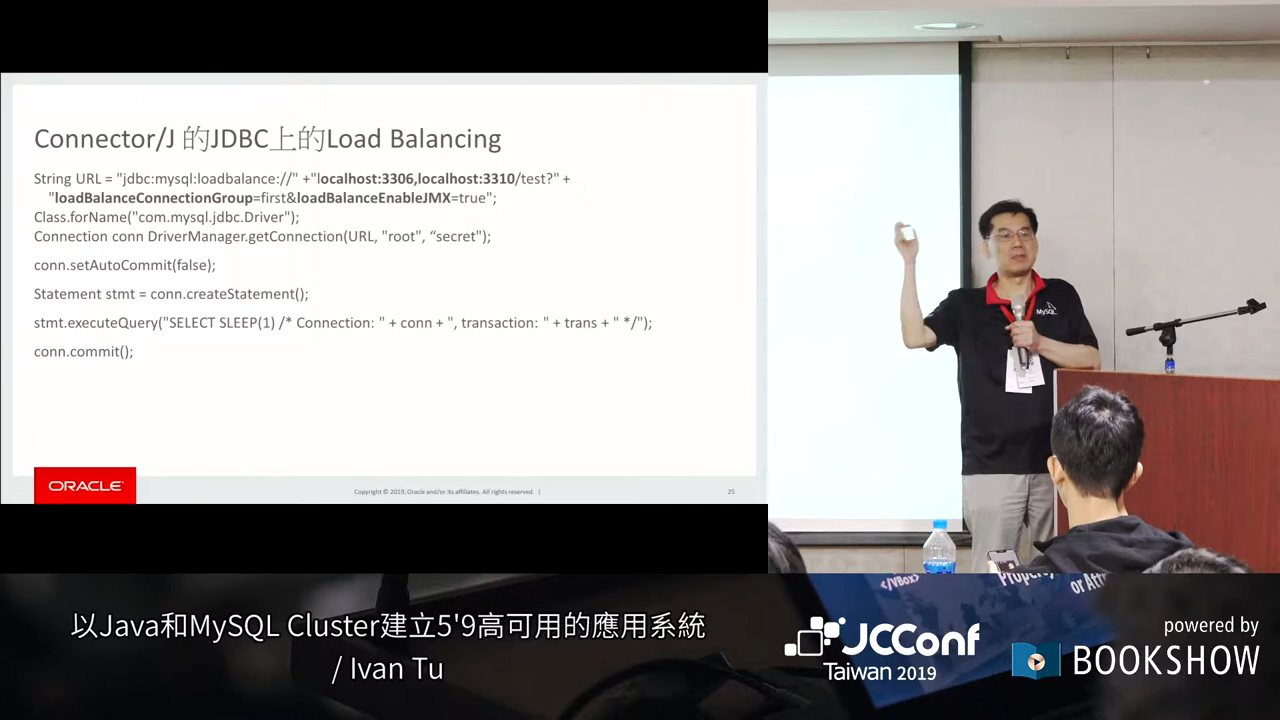 Connector/J 的JDBC上的Load Balancing
String URL = "jdbc:mysql:loadbalance://" +"localhost:3306,localhost:3310/test?" +
"loadBalanceConnectionGroup=first&loadBalanceEnableJMX=true";
Class.forName("com.mysql.jdbc.Driver");
Connection conn DriverManager.getConnection(URL, "root", “secret");
conn.setAutoCommit(false);
Statement stmt = conn.createStatement();
stmt.executeQuery("SELECT SLEEP(1) /* Connection: " + conn + ", transaction: " + trans + " */");
conn.commit();
ORACLE
Copyright © 2019, Oracle and/or its affiliates. All rights reserved. |
25
MySQL
</VBox>
Property
以Java和MySQL Cluster建立5'9高可用的應用系統
/ Ivan Tu
JCConf
Taiwan 2019
powered by
BOOKSHOW